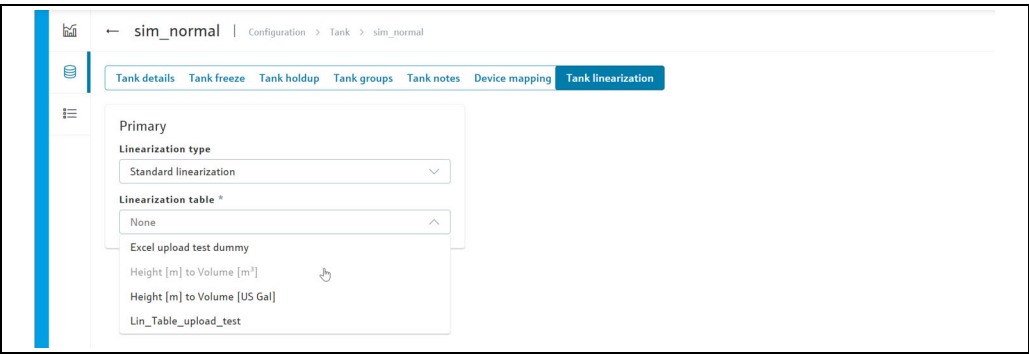 ← sim_normal | Configuration > Tank > sim_normal
Tank details Tank freeze Tank holdup Tank groups Tank notes Device mapping Tank linearization
Primary
Linearization type
Standard linearization
Linearization table *
None
Excel upload test dummy
Height [m] to Volume [m³]
Height [m] to Volume [US Gal]
Lin_Table_upload_test